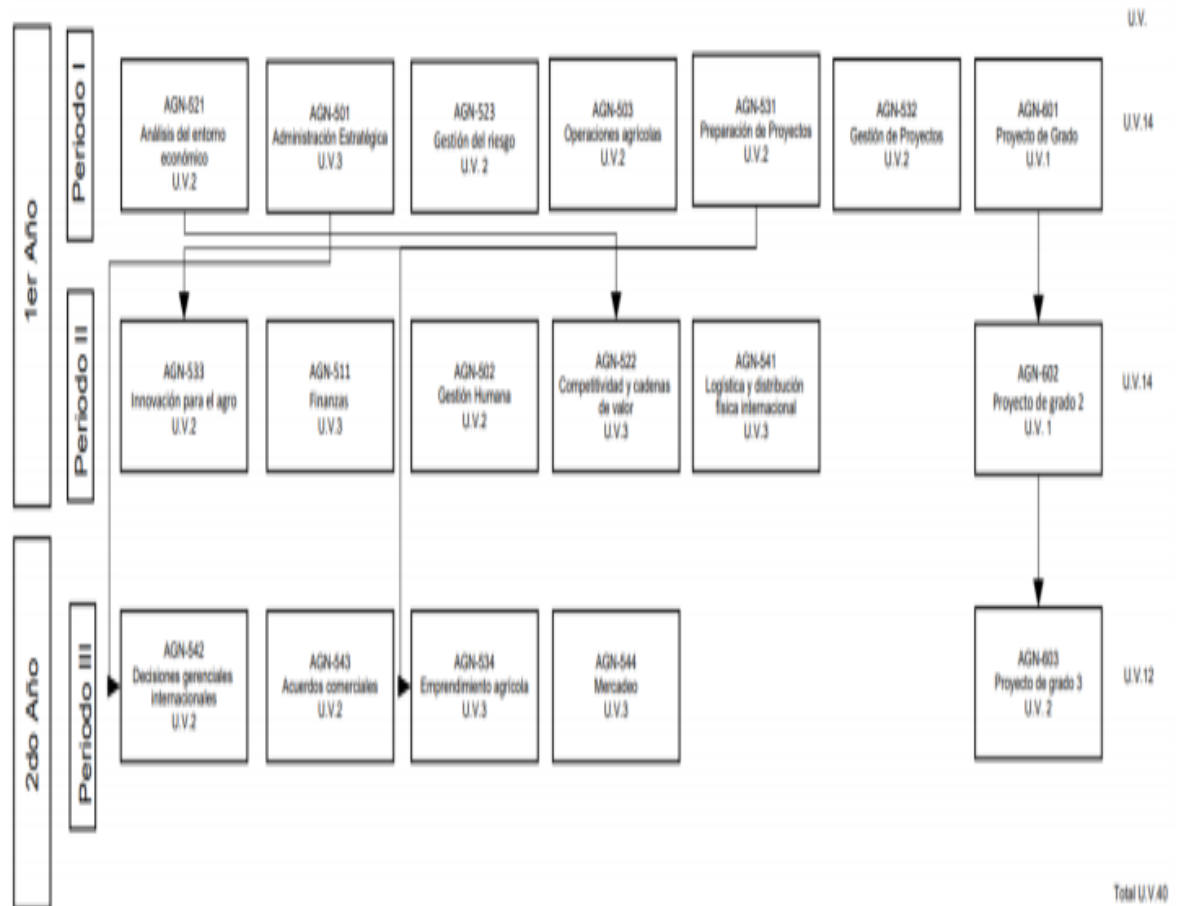 U.V.
1er Año
Periodo I
AGN-521
Análisis del entorno
económico
U.V.2
AGN-501
Administración Estratégica
U.V.3
AGN-523
Gestión del riesgo
U.V. 2
AGN-503
Operaciones agrícolas
U.V.2
AGN-531
Preparación de Proyectos
U.V.2
AGN-532
Gestión de Proyectos
U.V.2
AGN-601
Proyecto de Grado
U.V.1
U.V.14
Periodo II
AGN-533
Innovación para el agro
U.V.2
AGN-511
Finanzas
U.V.3
AGN-502
Gestión Humana
U.V.2
AGN-522
Competitividad y cadenas
de valor
U.V.3
AGN-541
Logística y distribución
física internacional
U.V.3
AGN-602
Proyecto de grado 2
U.V. 1
U.V.14
2do Año
Periodo III
AGN-542
Decisiones gerenciales
internacionales
U.V.2
AGN-543
Acuerdos comerciales
U.V.2
AGN-534
Emprendimiento agrícola
U.V.3
AGN-544
Mercadeo
U.V.3
AGN-603
Proyecto de grado 3
U.V. 2
U.V.12
Total U.V.40